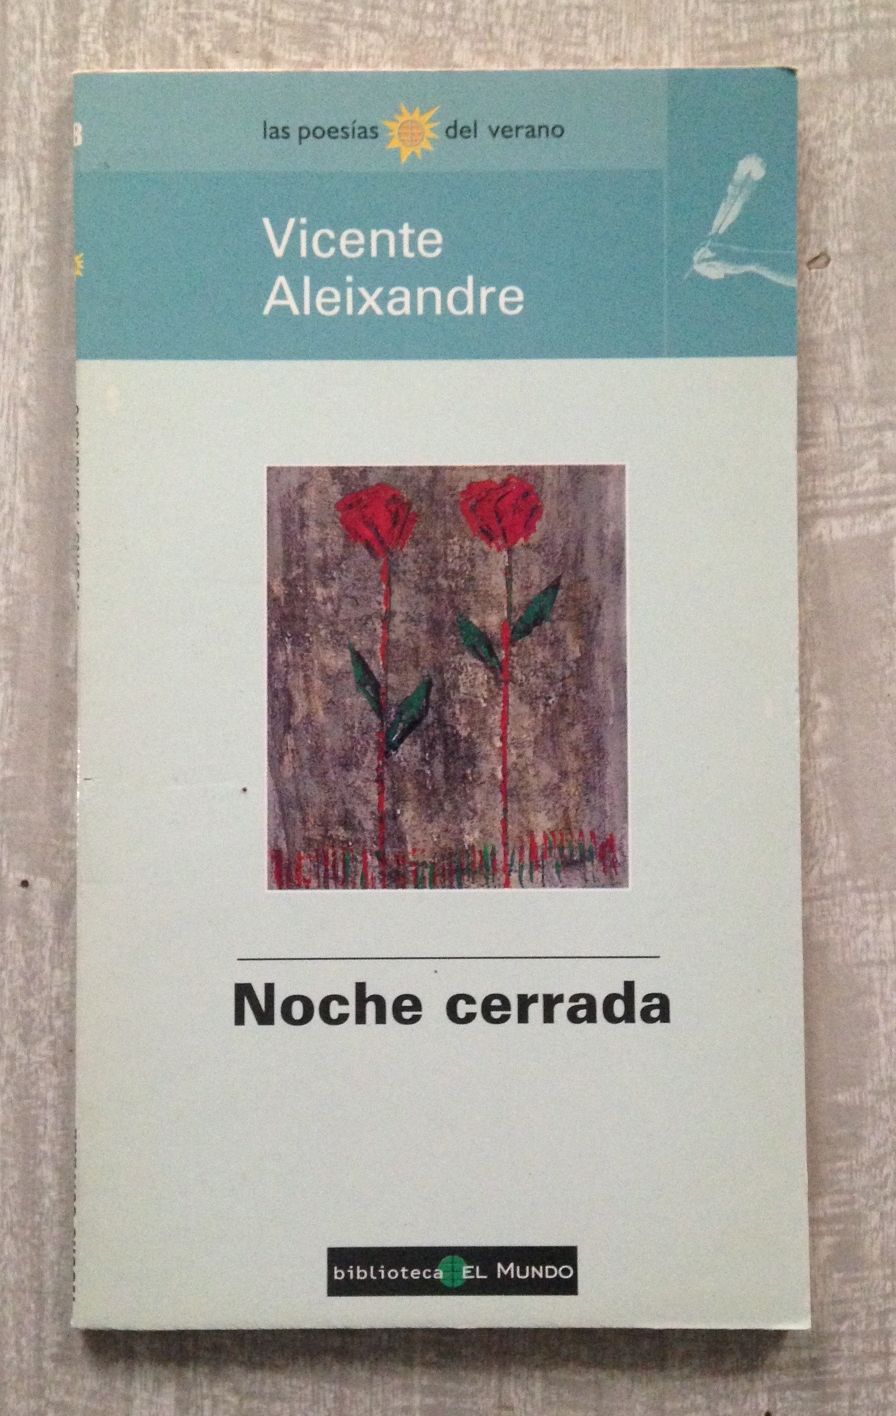 las poesías del verano
Vicente
Aleixandre
Noche cerrada
biblioteca EL MUNDO